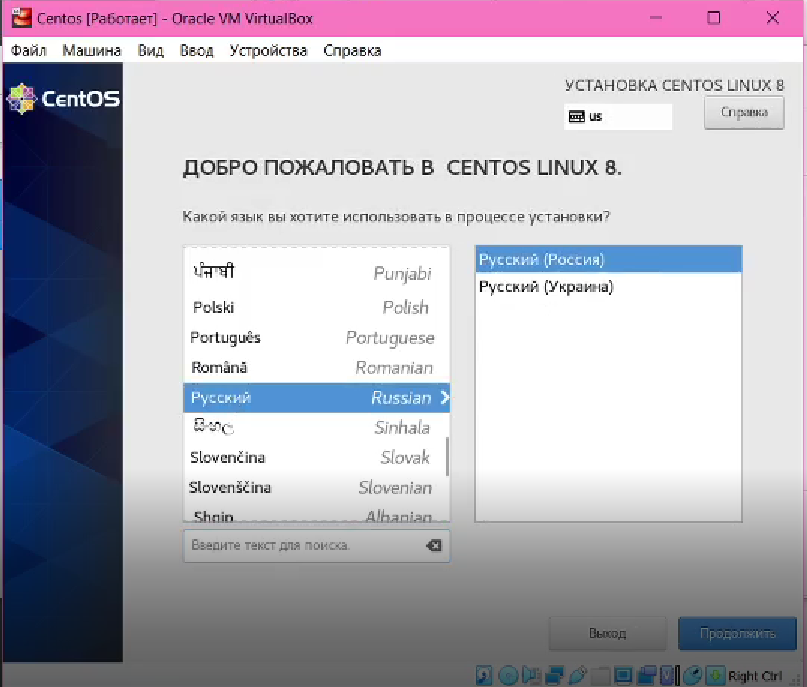 Centos [Работает] - Oracle VM VirtualBox
Файл Машина Вид Ввод Устройства Справка
CentOS
УСТАНОВКА CENTOS LINUX 8
us
Справка
ДОБРО ПОЖАЛОВАТЬ В CENTOS LINUX 8.
Какой язык вы хотите использовать в процессе установки?
ਪੰਜਾਬੀ Punjabi
Polski Polish
Português Portuguese
Română Romanian
Русский Russian
සිංහල Sinhala
Slovenčina Slovak
Slovenščina Slovenian
Shqip Albanian
Русский (Россия)
Русский (Украина)
Введите текст для поиска.
Выход
Продолжить
Right Ctrl